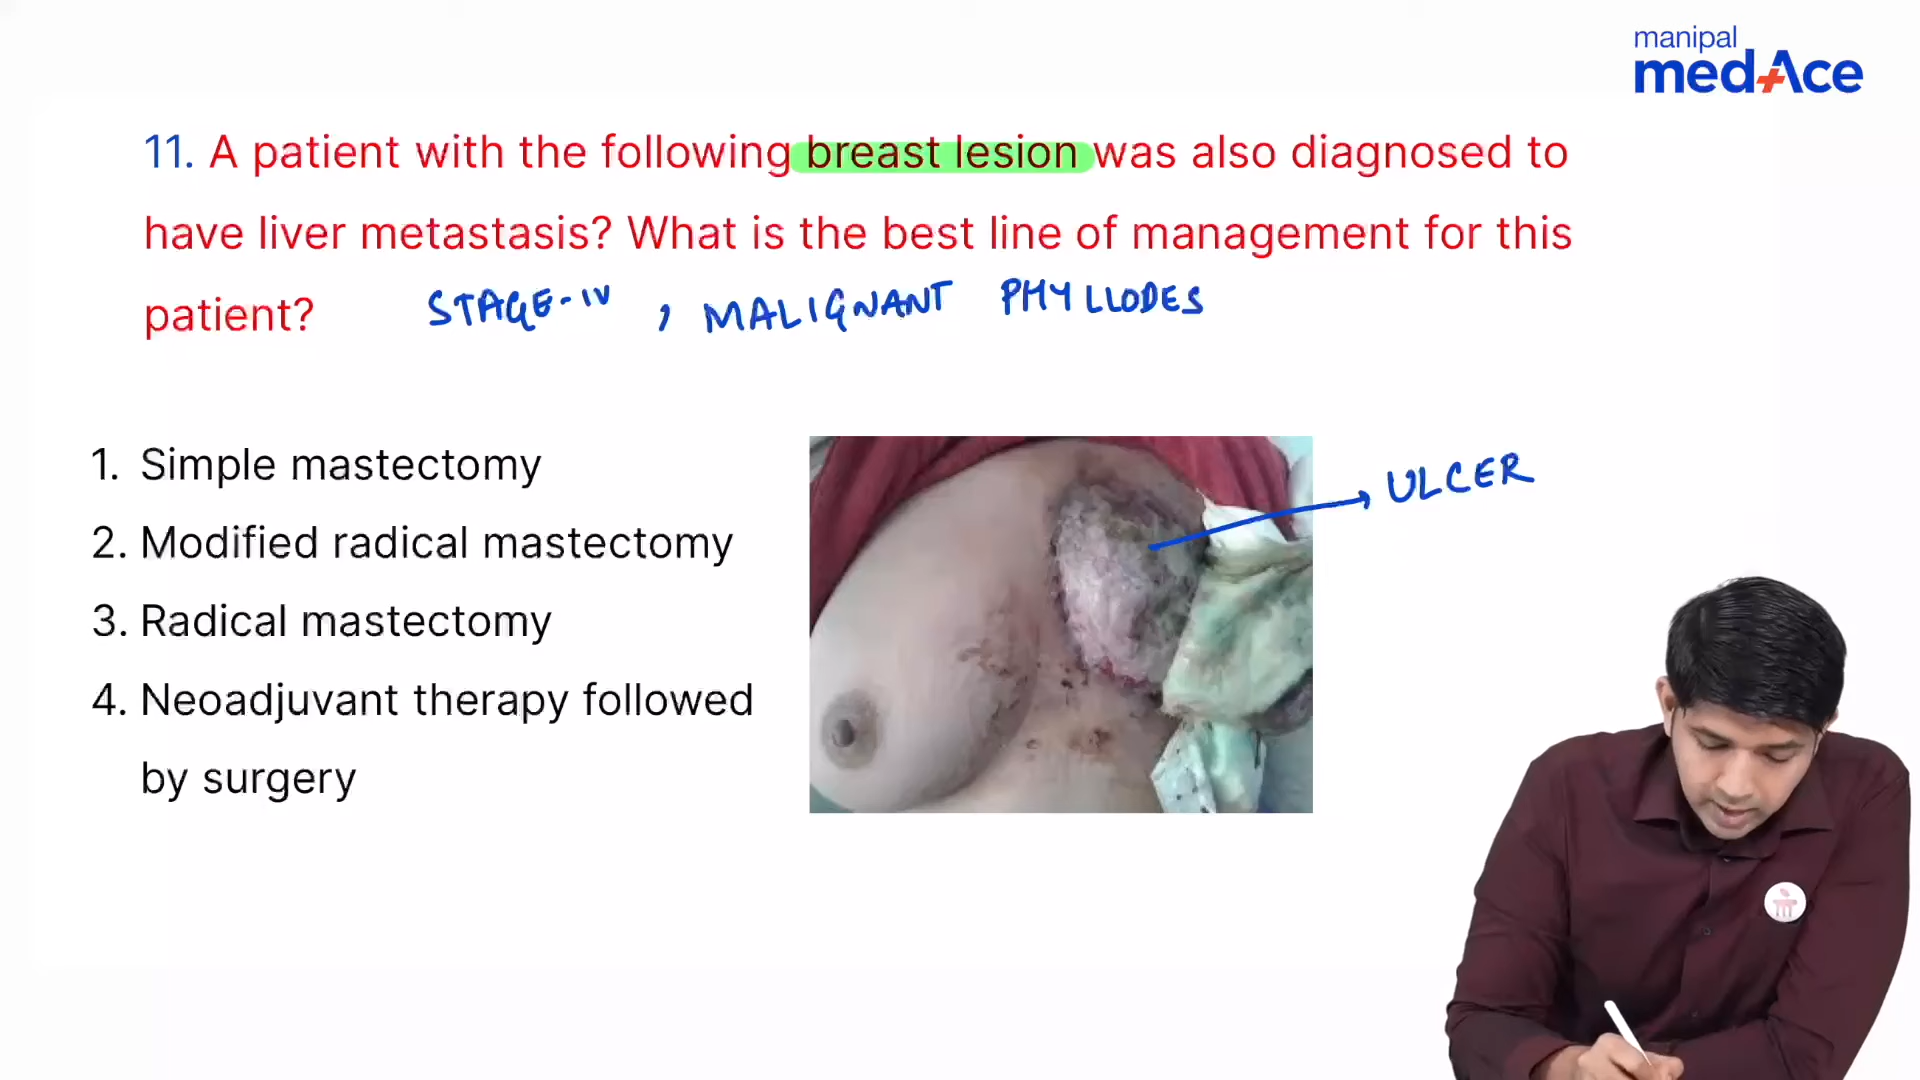 manipal
medAce
11. A patient with the following breast lesion was also diagnosed to
have liver metastasis? What is the best line of management for this
patient?
STAGE-IV , MALIGNANT PHYLLODES
1. Simple mastectomy
2. Modified radical mastectomy
3. Radical mastectomy
4. Neoadjuvant therapy followed
by surgery
ULCER